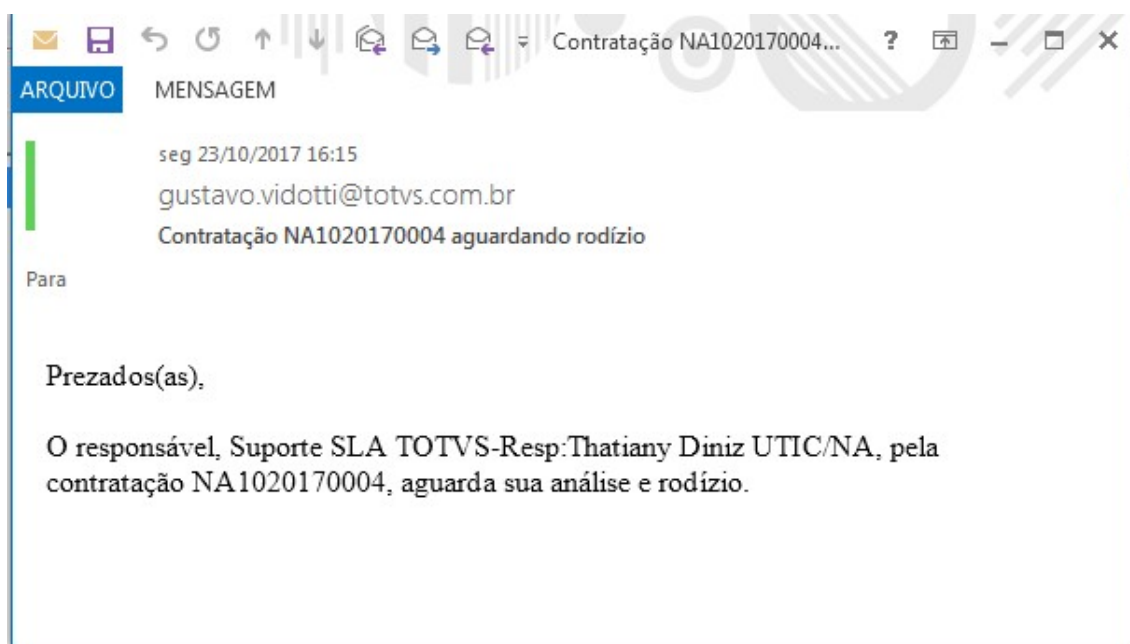 Contratação NA1020170004... ?
ARQUIVO MENSAGEM
seg 23/10/2017 16:15
gustavo.vidotti@totvs.com.br
Contratação NA1020170004 aguardando rodízio
Para
Prezados(as),
O responsável, Suporte SLA TOTVS-Resp:Thatiany Diniz UTIC/NA, pela
contratação NA1020170004, aguarda sua análise e rodízio.